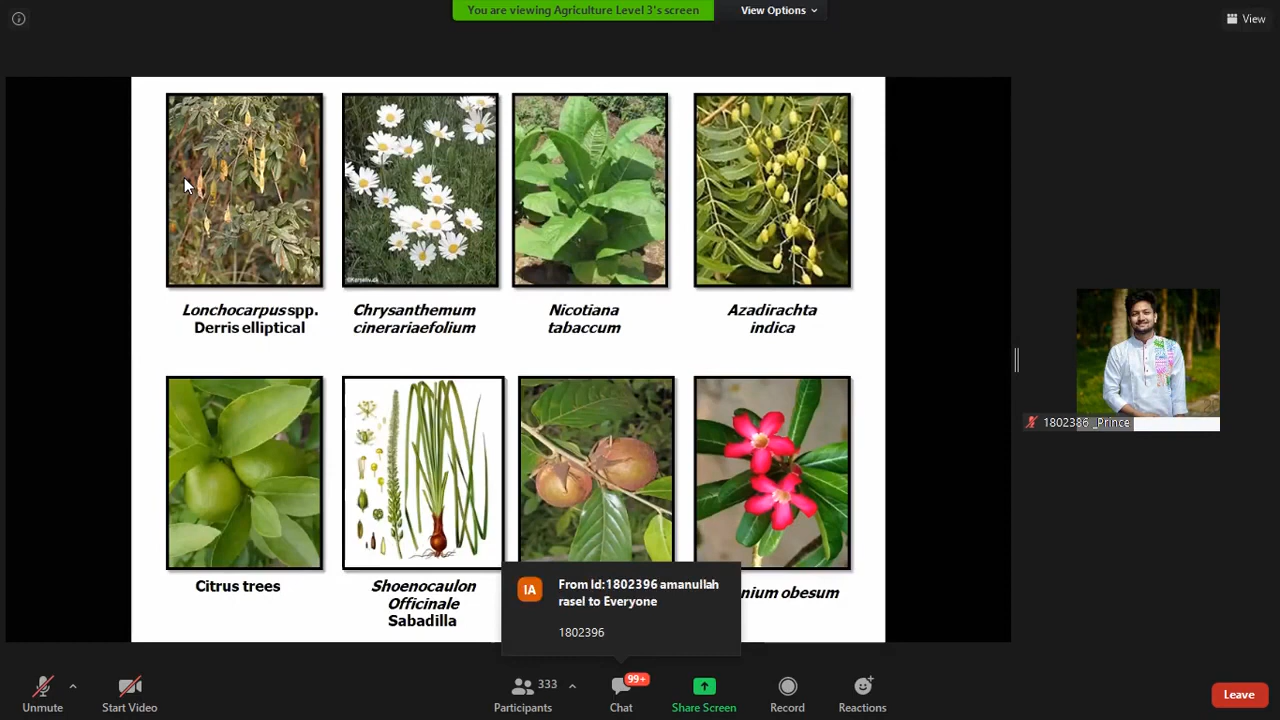 You are viewing Agriculture Level 3's screen
View Options
View
Lonchocarpus spp.
Derris elliptical
Chrysanthemum
cinerariaefolium
Nicotiana
tabaccum
Azadirachta
indica
Citrus trees
Shoenocaulon
Officinale
Sabadilla
nium obesum
From Id:1802396 amanullah
rasel to Everyone
1802396
IA
1802386 _Prince
Unmute
Start Video
333
Participants
99+
Chat
Share Screen
Record
Reactions
Leave